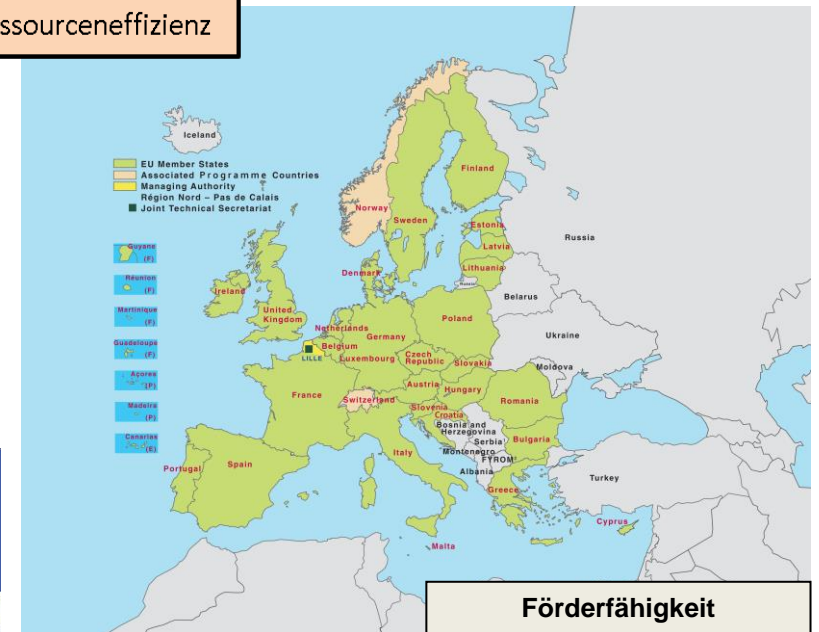 ssourceneffizienz
Iceland
EU Member States
Associated Programme Countries
Managing Authority
Région Nord – Pas de Calais
Joint Technical Secretariat
Finland
Norway
Sweden
Estonia
Russia
Latvia
Lithuania
Denmark
Guyane
(F)
Réunion
(F)
Martinique
(F)
Guadeloupe
(F)
Açores
(P)
Madeira
(P)
Canarias
(E)
Ireland
United
Kingdom
Belarus
Netherlands
Poland
Germany
Belgium
LILLE
Luxembourg
Czech
Republic
Slovakia
Ukraine
Moldova
Austria
Hungary
France
Switzerland
Slovenia
Croatia
Romania
Bosnia and
Herzegovina
Serbia
Montenegro
FYROM
Bulgaria
Italy
Albania
Portugal
Spain
Greece
Turkey
Cyprus
Malta
Förderfähigkeit